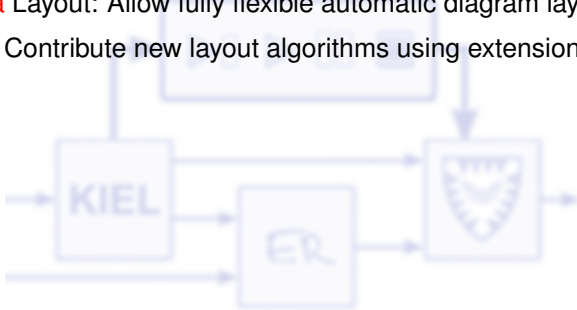 a Layout: Allow fully flexible automatic diagram lay
Contribute new layout algorithms using extension
KIEL
ER